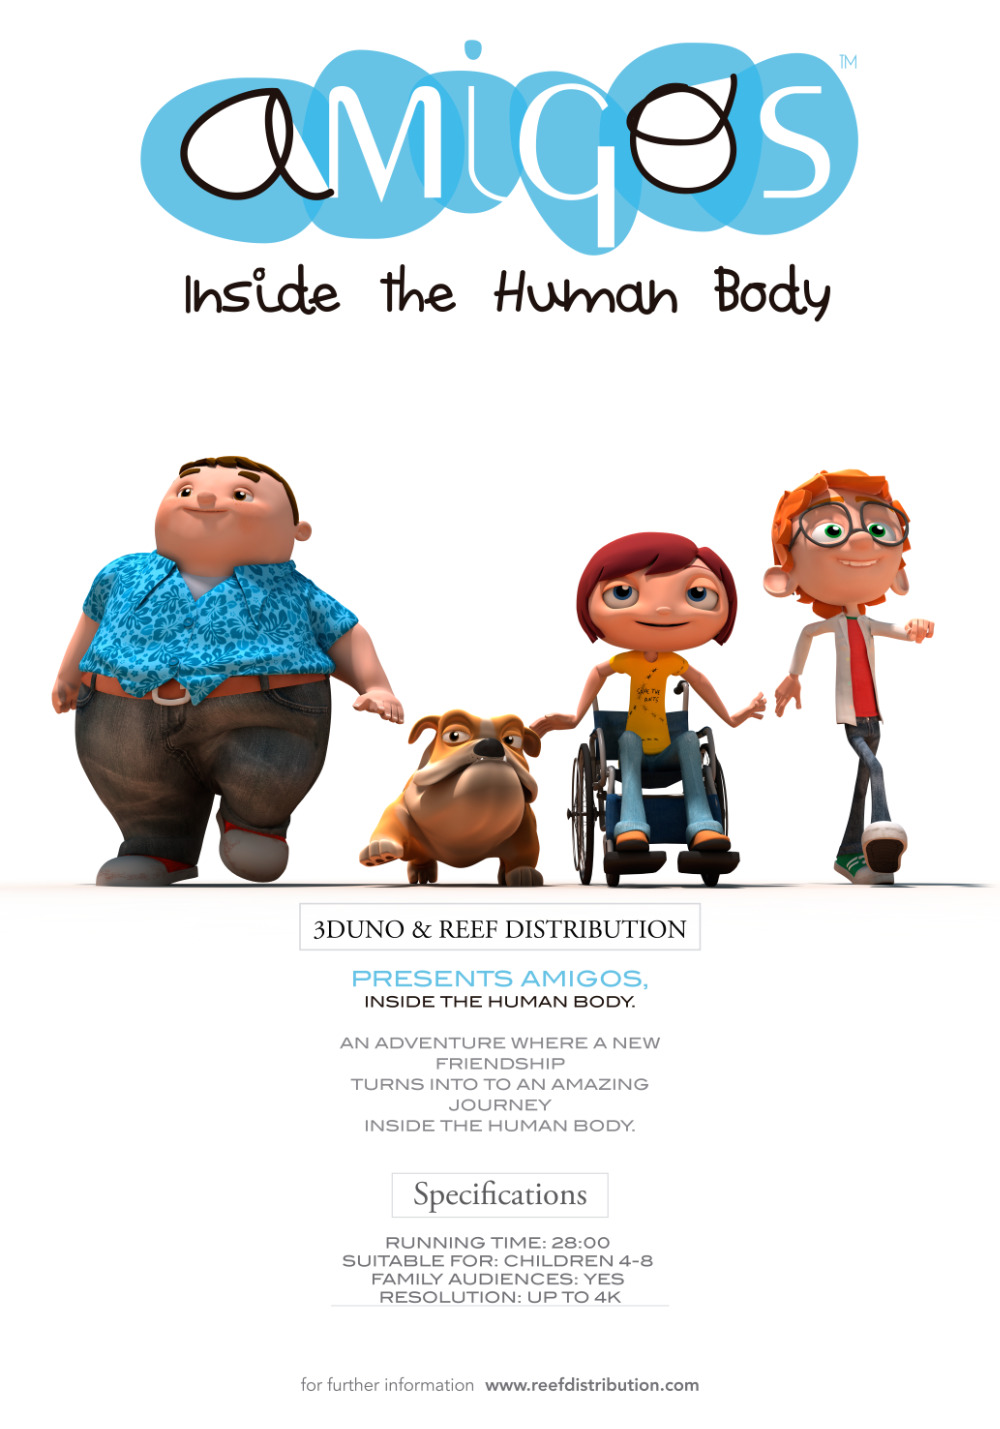 amigos™
Inside the Human Body
3DUNO & REEF DISTRIBUTION
PRESENTS AMIGOS,
INSIDE THE HUMAN BODY.
AN ADVENTURE WHERE A NEW
FRIENDSHIP
TURNS INTO TO AN AMAZING
JOURNEY
INSIDE THE HUMAN BODY.
Specifications
RUNNING TIME: 28:00
SUITABLE FOR: CHILDREN 4-8
FAMILY AUDIENCES: YES
RESOLUTION: UP TO 4K
for further information www.reefdistribution.com